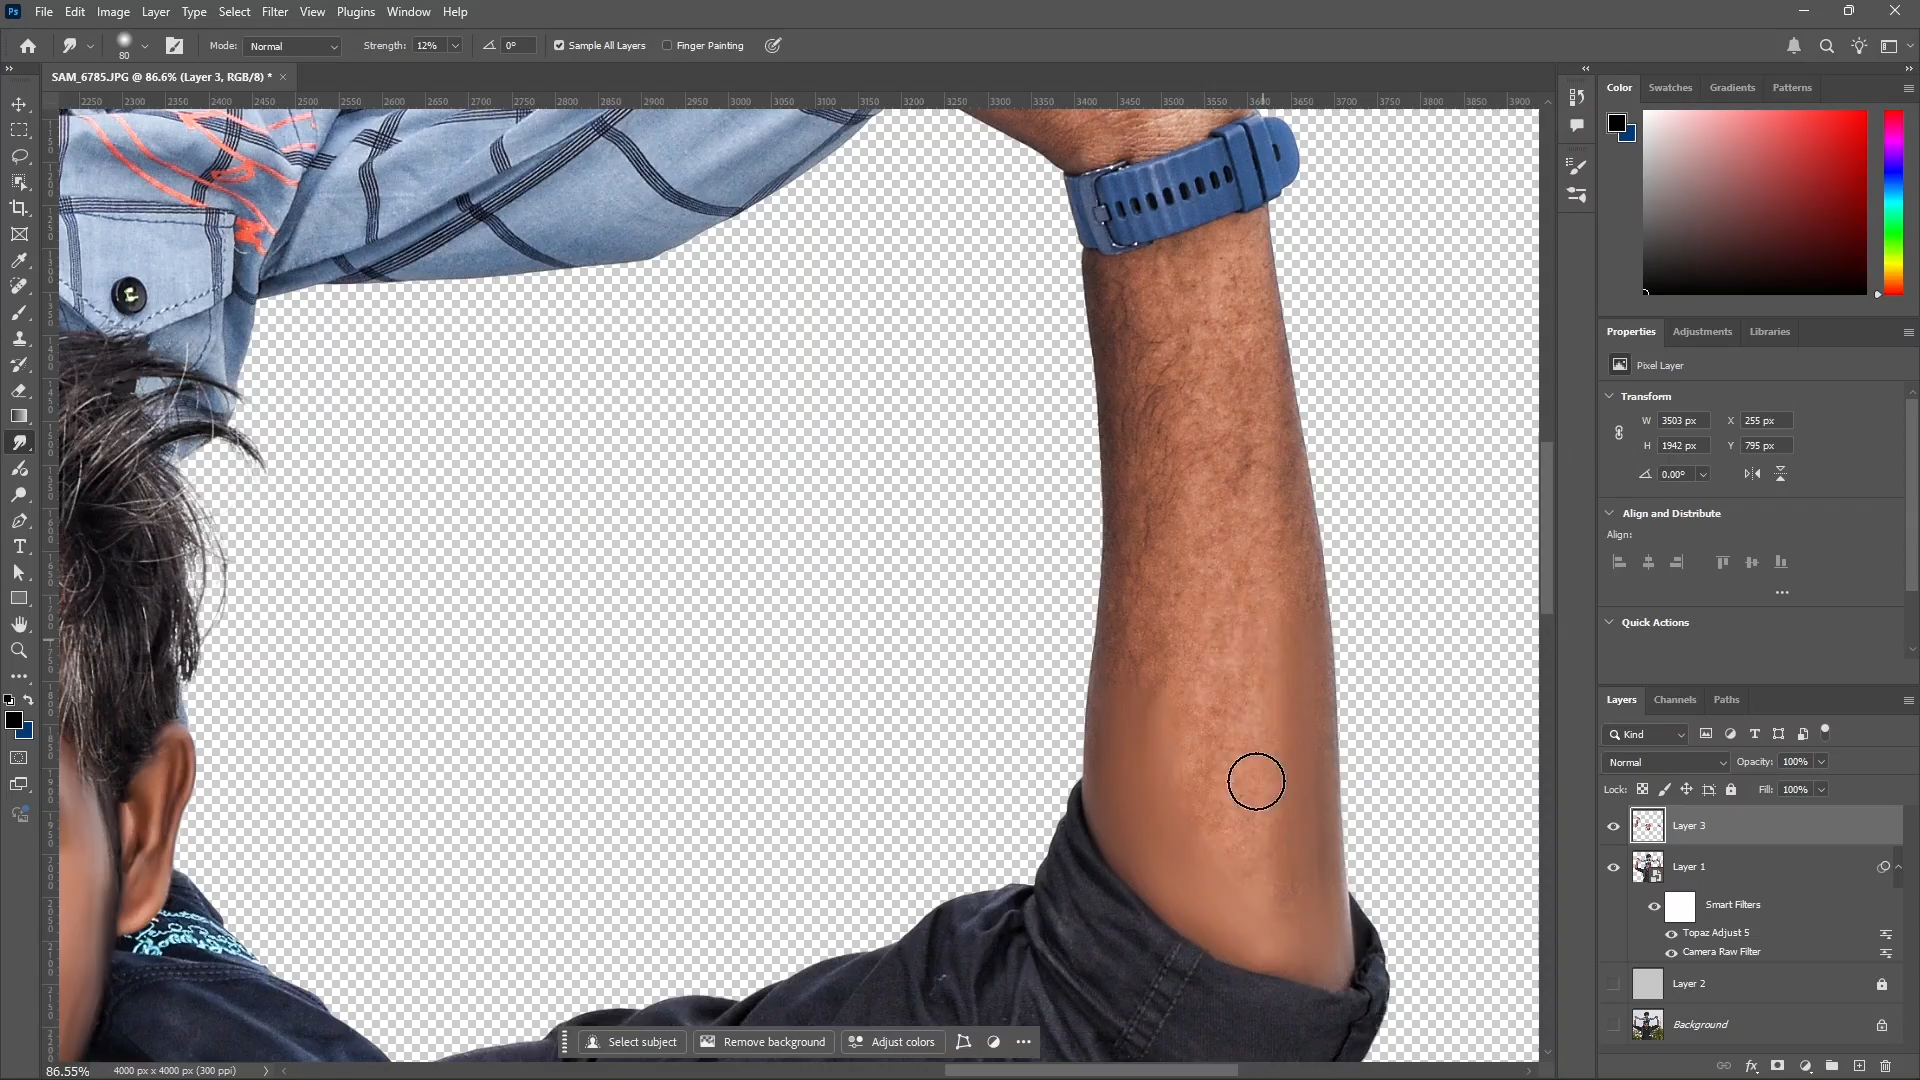 Ps File Edit Image Layer Type Select Filter View Plugins Window Help
80 Mode: Normal Strength: 12% 0° Sample All Layers Finger Painting
SAM_6785.JPG @ 86.6% (Layer 3, RGB/8) *
2250 2300 2350 2400 2450 2500 2550 2600 2650 2700 2750 2800 2850 2900 2950 3000 3050 3100 3150 3200 3250 3300 3350 3400 3450 3500 3550 3600 3650 3700 3750 3800 3850 3900
Color Swatches Gradients Patterns
Properties Adjustments Libraries
Pixel Layer
Transform
W 3503 px X 255 px
H 1942 px Y 795 px
0.00°
Align and Distribute
Align:
Quick Actions
Layers Channels Paths
Kind
Normal Opacity: 100%
Lock: Fill: 100%
Layer 3
Layer 1
Smart Filters
Topaz Adjust 5
Camera Raw Filter
Layer 2
Background
Select subject Remove background Adjust colors
86.55% 4000 px x 4000 px (300 ppi)